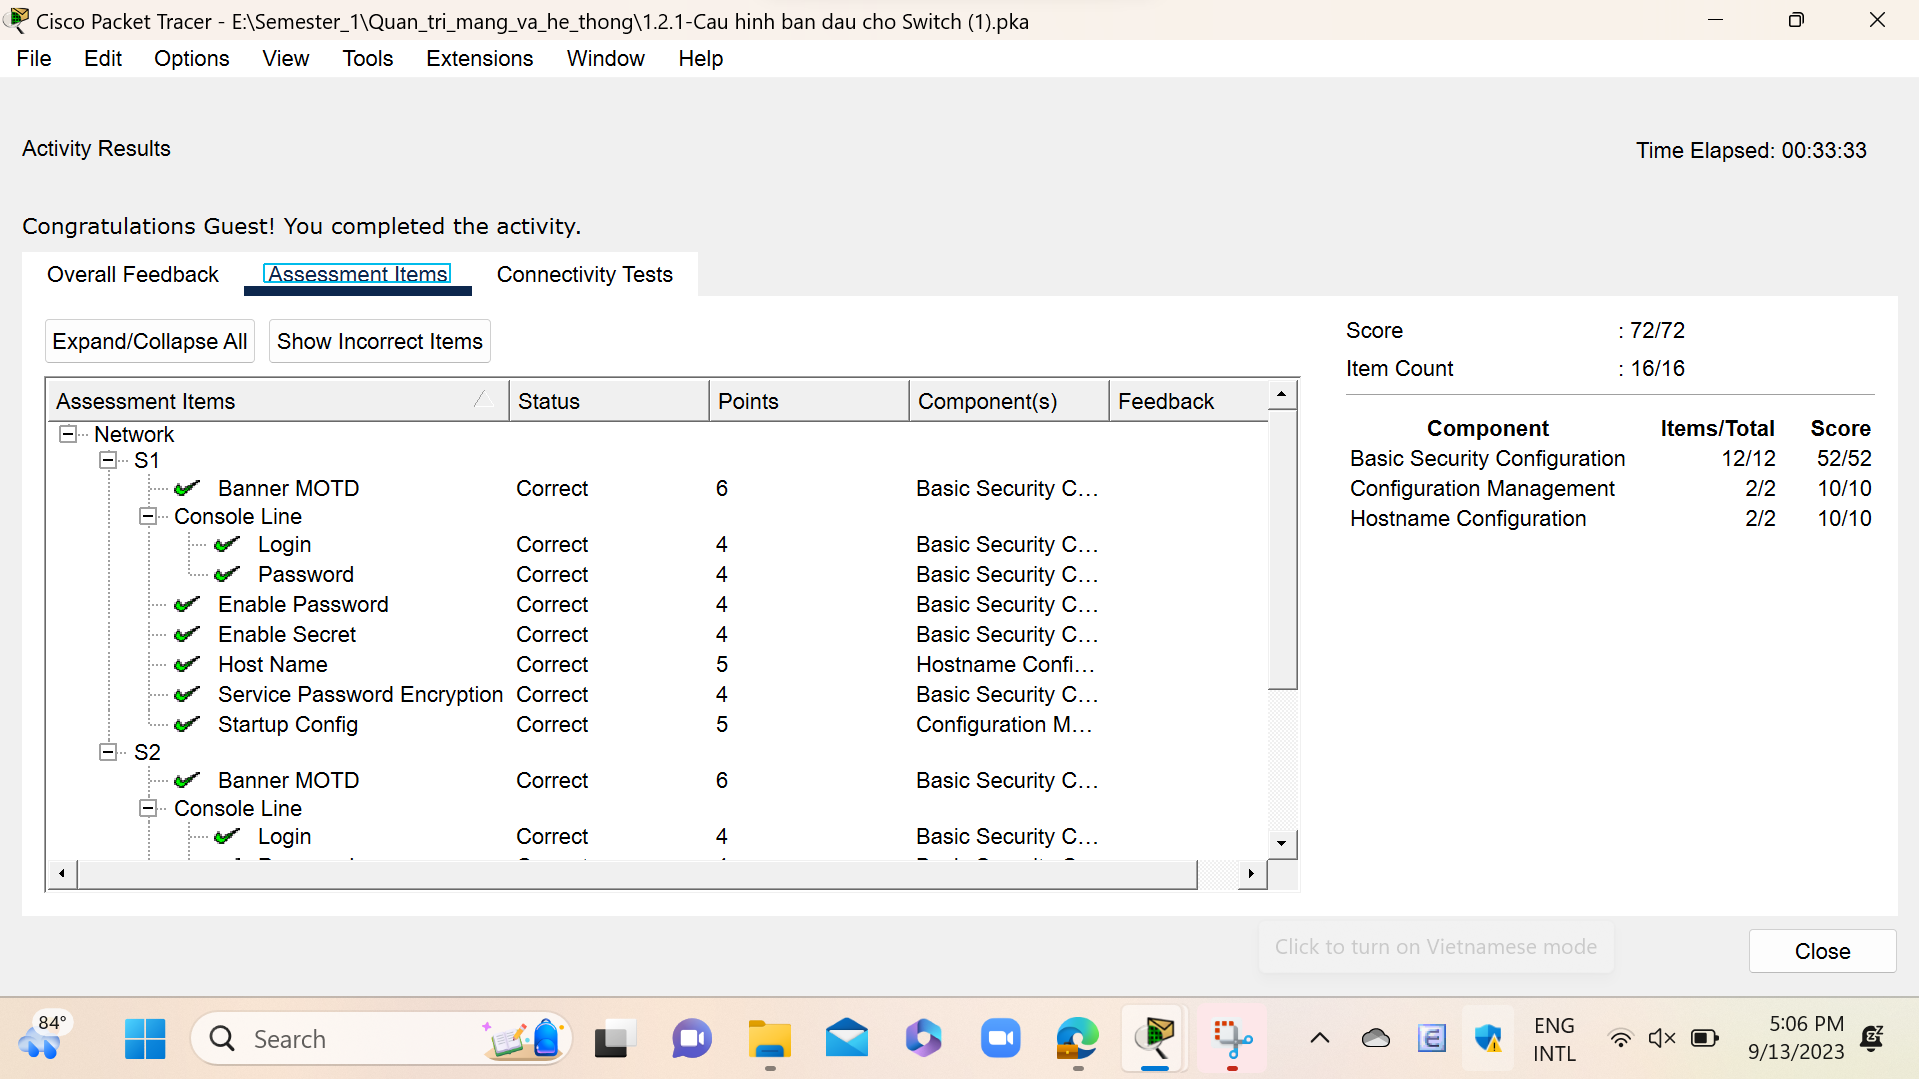 Cisco Packet Tracer - E:\Semester_1\Quan_tri_mang_va_he_thong\1.2.1-Cau hinh ban dau cho Switch (1).pka
File Edit Options View Tools Extensions Window Help
Activity Results
Time Elapsed: 00:33:33
Congratulations Guest! You completed the activity.
Overall Feedback Assessment Items Connectivity Tests
Expand/Collapse All Show Incorrect Items
Assessment Items Status Points Component(s) Feedback
Network
S1
Banner MOTD Correct 6 Basic Security C...
Console Line
Login Correct 4 Basic Security C...
Password Correct 4 Basic Security C...
Enable Password Correct 4 Basic Security C...
Enable Secret Correct 4 Basic Security C...
Host Name Correct 5 Hostname Confi...
Service Password Encryption Correct 4 Basic Security C...
Startup Config Correct 5 Configuration M...
S2
Banner MOTD Correct 6 Basic Security C...
Console Line
Login Correct 4 Basic Security C...
Score : 72/72
Item Count : 16/16
Component Items/Total Score
Basic Security Configuration 12/12 52/52
Configuration Management 2/2 10/10
Hostname Configuration 2/2 10/10
Click to turn on Vietnamese mode
Close
84°
Search
ENG
INTL
5:06 PM
9/13/2023